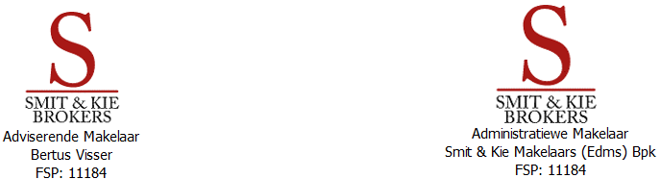 S
SMIT & KIE
BROKERS
Adviserende Makelaar
Bertus Visser
FSP: 11184
S
SMIT & KIE
BROKERS
Administratiewe Makelaar
Smit & Kie Makelaars (Edms) Bpk
FSP: 11184